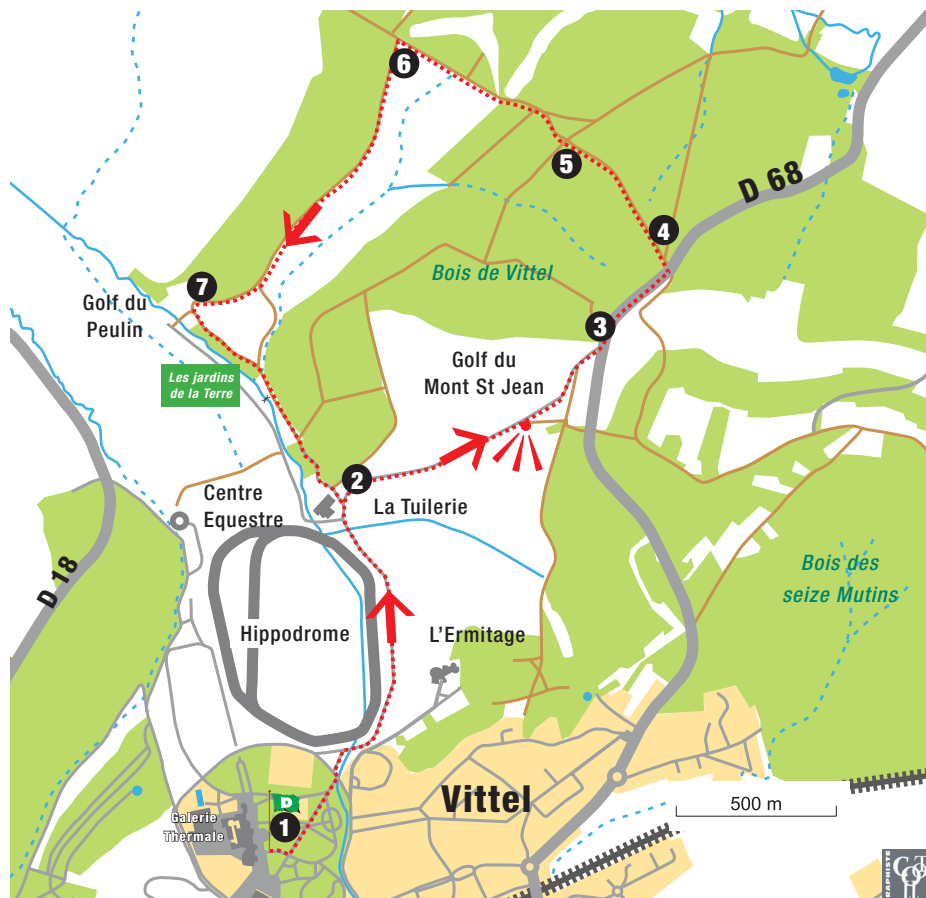 6
5
D 68
4
Bois de Vittel
7
Golf du
Peulin
3
Golf du
Mont St Jean
Les jardins
de la Terre
2
La Tuilerie
Centre
Equestre
D 18
Bois des
seize Mutins
Hippodrome
L'Ermitage
D
1
Vittel
500 m
Galerie
Thermale